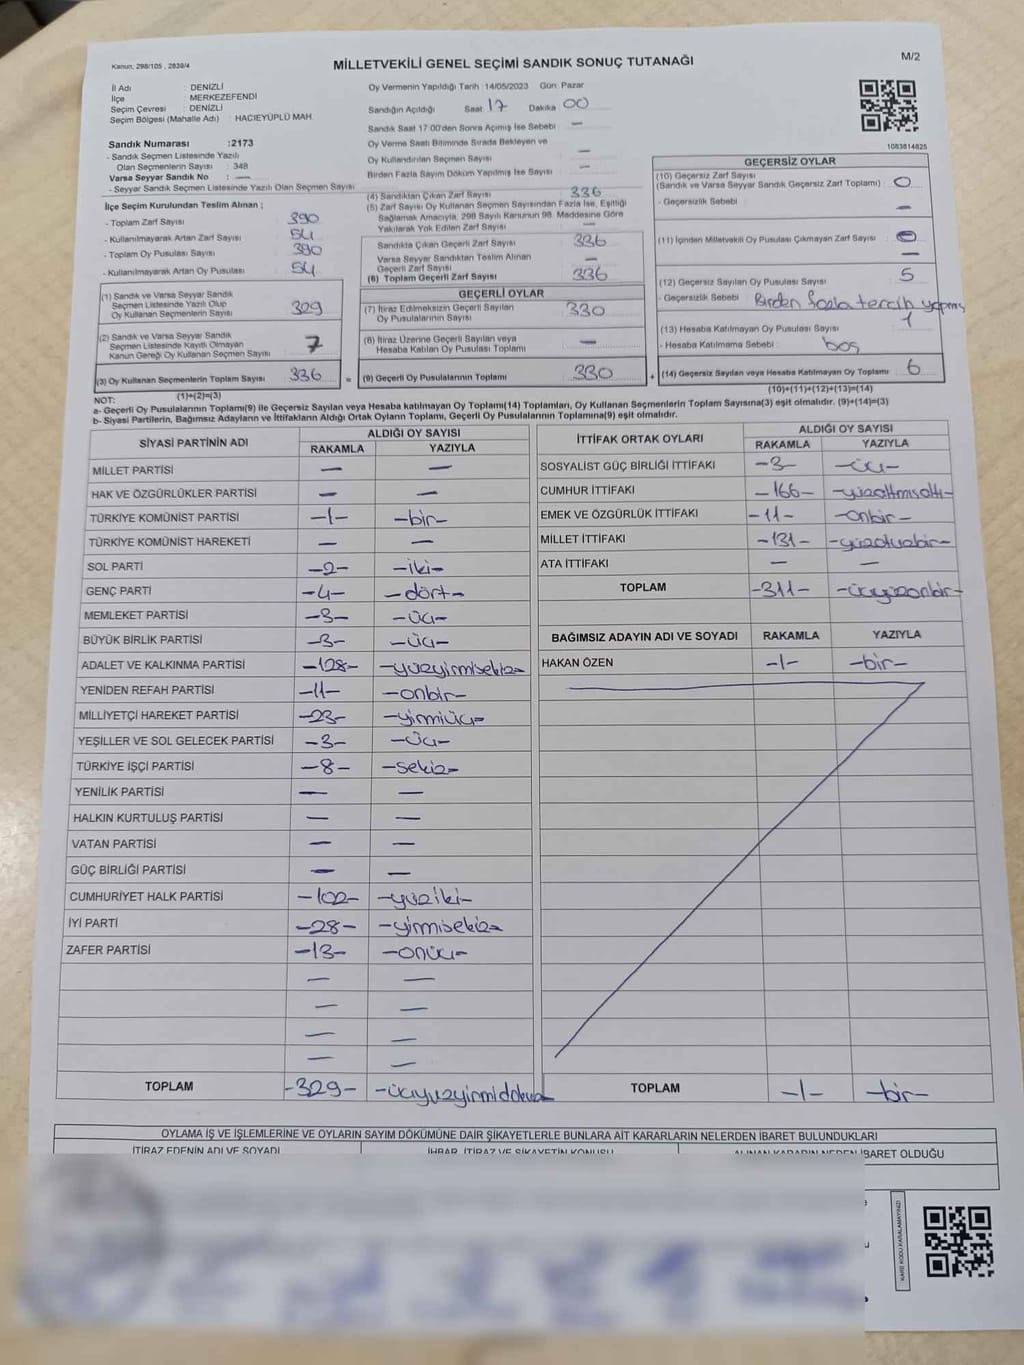 Kanun, 298/105 , 2839/4
MİLLETVEKİLİ GENEL SEÇİMİ SANDIK SONUÇ TUTANAĞI
M/2
İl Adı : DENİZLİ
İlçe : MERKEZEFENDİ
Seçim Çevresi : DENİZLİ
Seçim Bölgesi (Mahalle Adı) : HACIEYÜPLÜ MAH.
Sandık Numarası :2173
- Sandık Seçmen Listesinde Yazılı
Olan Seçmenlerin Sayısı : 348
Varsa Seyyar Sandık No : —
- Seyyar Sandık Seçmen Listesinde Yazılı Olan Seçmen Sayısı
Oy Vermenin Yapıldığı Tarih 14/05/2023 Gün: Pazar
Sandığın Açıldığı Saat 17 Dakika 00
Sandık Saat 17:00'den Sonra Açılmış İse Sebebi —
Oy Verme Saati Bitiminde Sırada Bekleyen ve
Oy Kullandırılan Seçmen Sayısı —
Birden Fazla Sayım Döküm Yapılmış İse Sayısı —
1083814825
İlçe Seçim Kurulundan Teslim Alınan ;
- Toplam Zarf Sayısı 390
- Kullanılmayarak Artan Zarf Sayısı 54
- Toplam Oy Pusulası Sayısı 390
- Kullanılmayarak Artan Oy Pusulası 54
(1) Sandık ve Varsa Seyyar Sandık
Seçmen Listesinde Yazılı Olup
Oy Kullanan Seçmenlerin Sayısı 329
(2) Sandık ve Varsa Seyyar Sandık
Seçmen Listesinde Kayıtlı Olmayan
Kanun Gereği Oy Kullanan Seçmen Sayısı 7
(3) Oy Kullanan Seçmenlerin Toplam Sayısı 336 =
(1)+(2)=(3)
(4) Sandıktan Çıkan Zarf Sayısı 336
(5) Zarf Sayısı Oy Kullanan Seçmen Sayısından Fazla İse, Eşitliği
Sağlamak Amacıyla, 298 Sayılı Kanunun 98. Maddesine Göre
Yakılarak Yok Edilen Zarf Sayısı —
Sandıkta Çıkan Geçerli Zarf Sayısı 336
Varsa Seyyar Sandıktan Teslim Alınan
Geçerli Zarf Sayısı —
(6) Toplam Geçerli Zarf Sayısı 336
GEÇERLİ OYLAR
(7) İtiraz Edilmeksizin Geçerli Sayılan
Oy Pusulalarının Sayısı 330
(8) İtiraz Üzerine Geçerli Sayılan veya
Hesaba Katılan Oy Pusulası Toplamı —
(9) Geçerli Oy Pusulalarının Toplamı 330 +
GEÇERSİZ OYLAR
(10) Geçersiz Zarf Sayısı
(Sandık ve Varsa Seyyar Sandık Geçersiz Zarf Toplamı) 0
- Geçersizlik Sebebi : —
(11) İçinden Milletvekili Oy Pusulası Çıkmayan Zarf Sayısı 0
—
(12) Geçersiz Sayılan Oy Pusulası Sayısı 5
- Geçersizlik Sebebi : Birden fazla tercih yapmış
(13) Hesaba Katılmayan Oy Pusulası Sayısı 1
- Hesaba Katılmama Sebebi : boş
(14) Geçersiz Sayılan veya Hesaba Katılmayan Oy Toplamı 6
(10)+(11)+(12)+(13)=(14)
NOT:
a- Geçerli Oy Pusulalarının Toplamı(9) ile Geçersiz Sayılan veya Hesaba katılmayan Oy Toplamı(14) Toplamları, Oy Kullanan Seçmenlerin Toplam Sayısına(3) eşit olmalıdır. (9)+(14)=(3)
b- Siyasi Partilerin, Bağımsız Adayların ve İttifakların Aldığı Ortak Oyların Toplamı, Geçerli Oy Pusulalarının Toplamına(9) eşit olmalıdır.
SİYASİ PARTİNİN ADI ALDIĞI OY SAYISI
RAKAMLA YAZIYLA
MİLLET PARTİSİ — —
HAK VE ÖZGÜRLÜKLER PARTİSİ — —
TÜRKİYE KOMÜNİST PARTİSİ -1- -bir-
TÜRKİYE KOMÜNİST HAREKETİ — —
SOL PARTİ -2- -iki-
GENÇ PARTİ -4- -dört-
MEMLEKET PARTİSİ -3- -üç-
BÜYÜK BİRLİK PARTİSİ -3- -üç-
ADALET VE KALKINMA PARTİSİ -128- -yüzyirmisekiz-
YENİDEN REFAH PARTİSİ -11- -onbir-
MİLLİYETÇİ HAREKET PARTİSİ -23- -yirmiüç-
YEŞİLLER VE SOL GELECEK PARTİSİ -3- -üç-
TÜRKİYE İŞÇİ PARTİSİ -8- -sekiz-
YENİLİK PARTİSİ — —
HALKIN KURTULUŞ PARTİSİ — —
VATAN PARTİSİ — —
GÜÇ BİRLİĞİ PARTİSİ — —
CUMHURİYET HALK PARTİSİ -102- -yüziki-
İYİ PARTİ -28- -yirmisekiz-
ZAFER PARTİSİ -13- -onüç-
— —
— —
— —
— —
TOPLAM -329- -üçyüzyirmidokuz-
İTTİFAK ORTAK OYLARI ALDIĞI OY SAYISI
RAKAMLA YAZIYLA
SOSYALİST GÜÇ BİRLİĞİ İTTİFAKI -3- -üç-
CUMHUR İTTİFAKI -166- -yüzaltmışaltı-
EMEK VE ÖZGÜRLÜK İTTİFAKI -11- -onbir-
MİLLET İTTİFAKI -131- -yüzotuzbir-
ATA İTTİFAKI — —
TOPLAM -311- -üçyüzonbir-
BAĞIMSIZ ADAYIN ADI VE SOYADI RAKAMLA YAZIYLA
HAKAN ÖZEN -1- -bir-
TOPLAM -1- -bir-
OYLAMA İŞ VE İŞLEMLERİNE VE OYLARIN SAYIM DÖKÜMÜNE DAİR ŞİKAYETLERLE BUNLARA AİT KARARLARIN NELERDEN İBARET BULUNDUKLARI
İTİRAZ EDENİN ADI VE SOYADI İHBAR, İTİRAZ VE ŞİKAYETİN KONUSU ALINAN KARARIN NEDEN İBARET OLDUĞU
KARE KODU KARALAMAYINIZ!